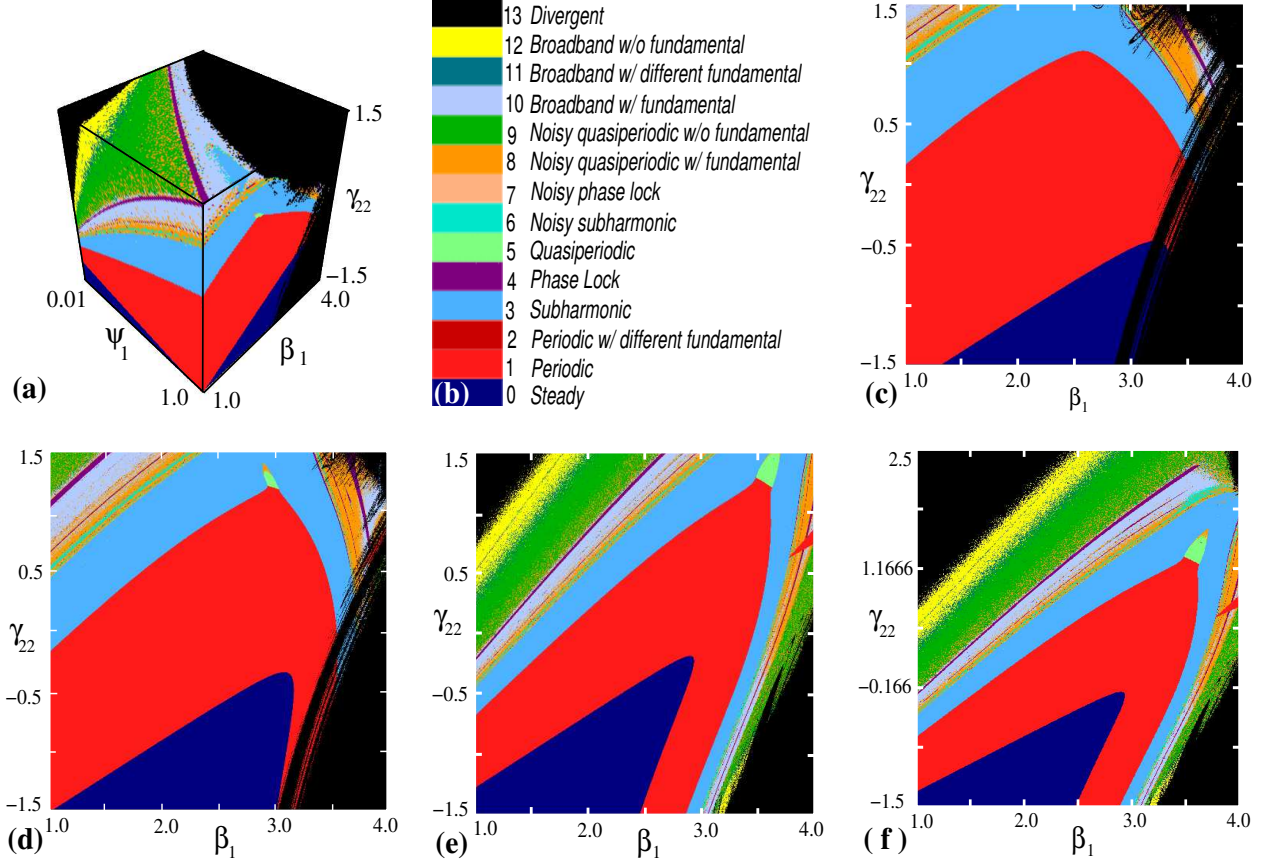 1.5
γ22
−1.5
4.0
0.01
ψ1
β1
1.0
1.0
(a)
13 Divergent
12 Broadband w/o fundamental
11 Broadband w/ different fundamental
10 Broadband w/ fundamental
9 Noisy quasiperiodic w/o fundamental
8 Noisy quasiperiodic w/ fundamental
7 Noisy phase lock
6 Noisy subharmonic
5 Quasiperiodic
4 Phase Lock
3 Subharmonic
2 Periodic w/ different fundamental
1 Periodic
0 Steady
(b)
1.5
0.5
γ22
−0.5
−1.5
1.0
2.0
3.0
4.0
β1
(c)
1.5
0.5
γ22
−0.5
−1.5
1.0
2.0
3.0
4.0
β1
(d)
1.5
0.5
γ22
−0.5
−1.5
1.0
2.0
3.0
4.0
β1
(e)
2.5
1.1666
γ22
−0.166
−1.5
1.0
2.0
3.0
4.0
β1
( f )